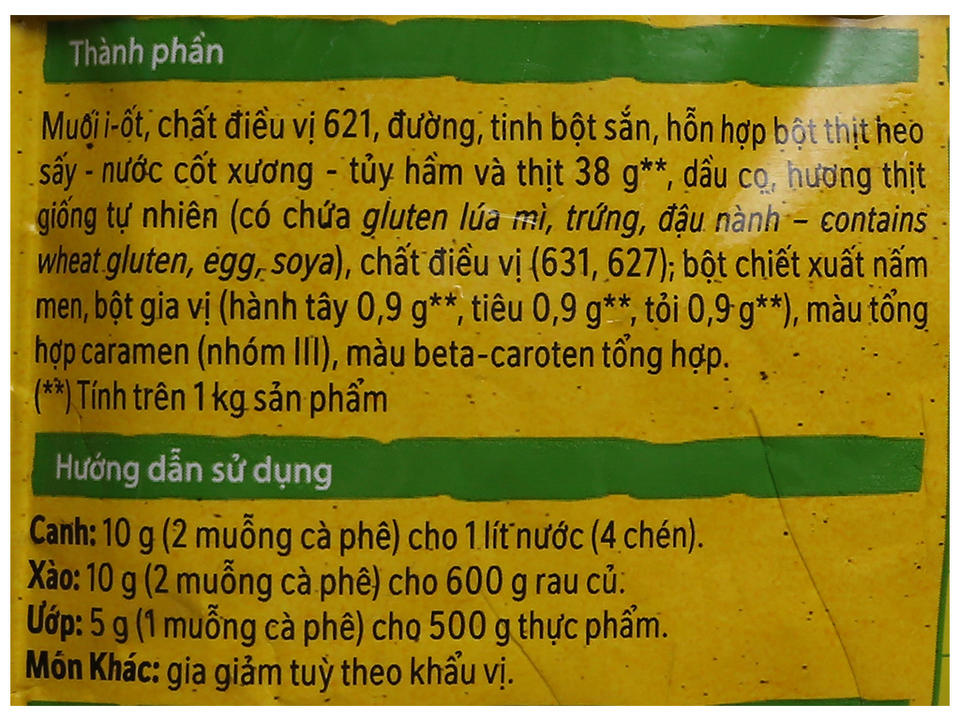 Thành phần
Muối i-ốt, chất điều vị 621, đường, tinh bột sắn, hỗn hợp bột thịt heo
sấy - nước cốt xương - tủy hầm và thịt 38 g**, dầu cọ, hương thịt
giống tự nhiên (có chứa gluten lúa mì, trứng, đậu nành – contains
wheat gluten, egg, soya), chất điều vị (631, 627); bột chiết xuất nấm
men, bột gia vị (hành tây 0,9 g**, tiêu 0,9 g**, tỏi 0,9 g**), màu tổng
hợp caramen (nhóm III), màu beta-caroten tổng hợp.
(**) Tính trên 1 kg sản phẩm
Hướng dẫn sử dụng
Canh: 10 g (2 muỗng cà phê) cho 1 lít nước (4 chén).
Xào: 10 g (2 muỗng cà phê) cho 600 g rau củ.
Ướp: 5 g (1 muỗng cà phê) cho 500 g thực phẩm.
Món Khác: gia giảm tuỳ theo khẩu vị.